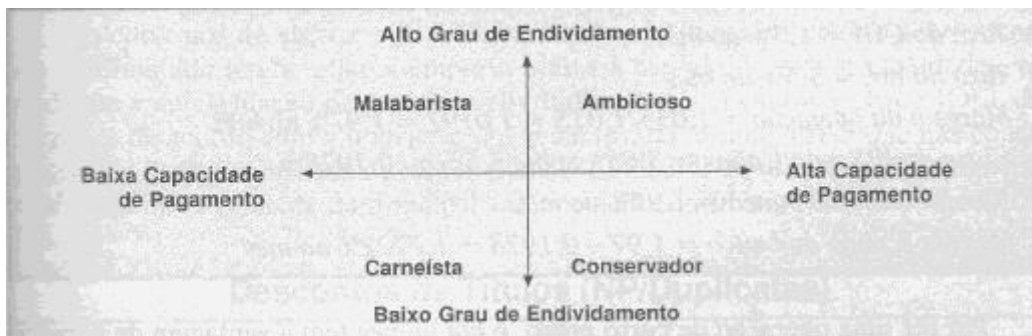 Alto Grau de Endividamento
Malabarista Ambicioso
Baixa Capacidade
de Pagamento
Alta Capacidade
de Pagamento
Carneísta Conservador
Baixo Grau de Endividamento